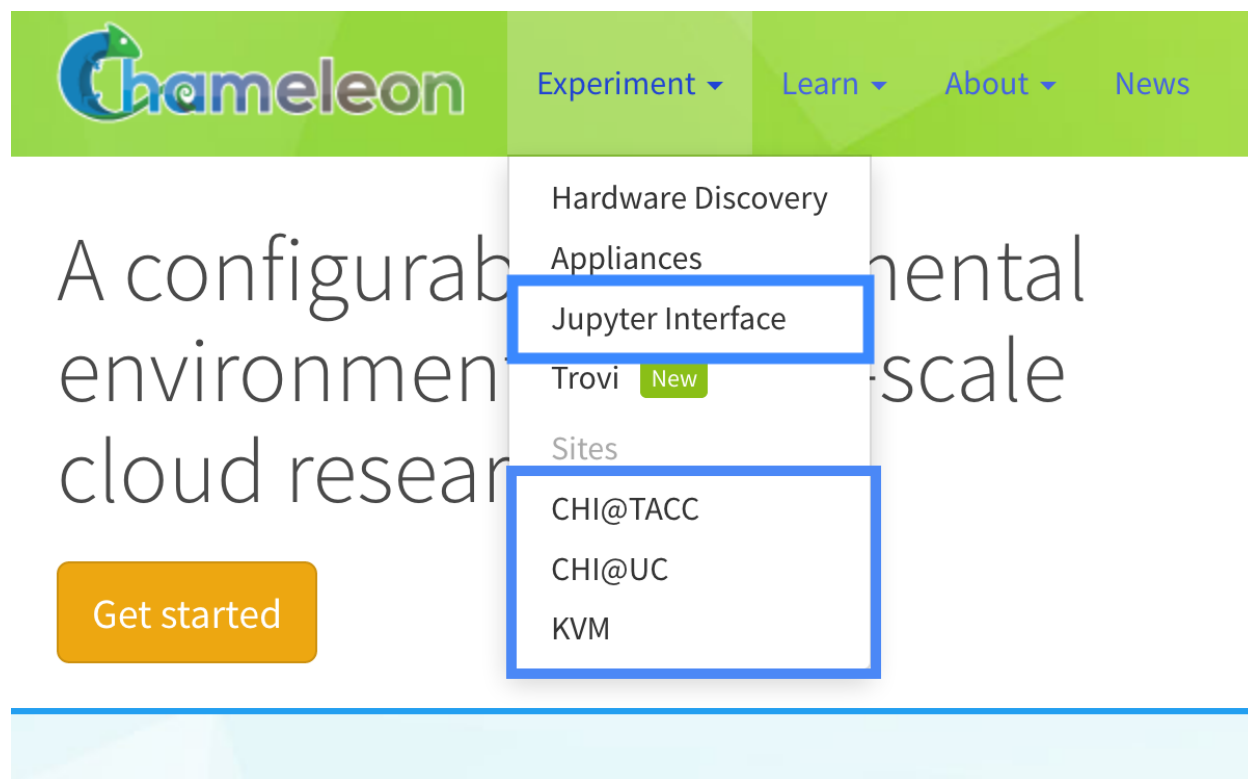 Chameleon
Experiment
Learn
About
News
Hardware Discovery
Appliances
Jupyter Interface
Trovi New
Sites
CHI@TACC
CHI@UC
KVM
A configurab mental
environmen -scale
cloud resear
Get started